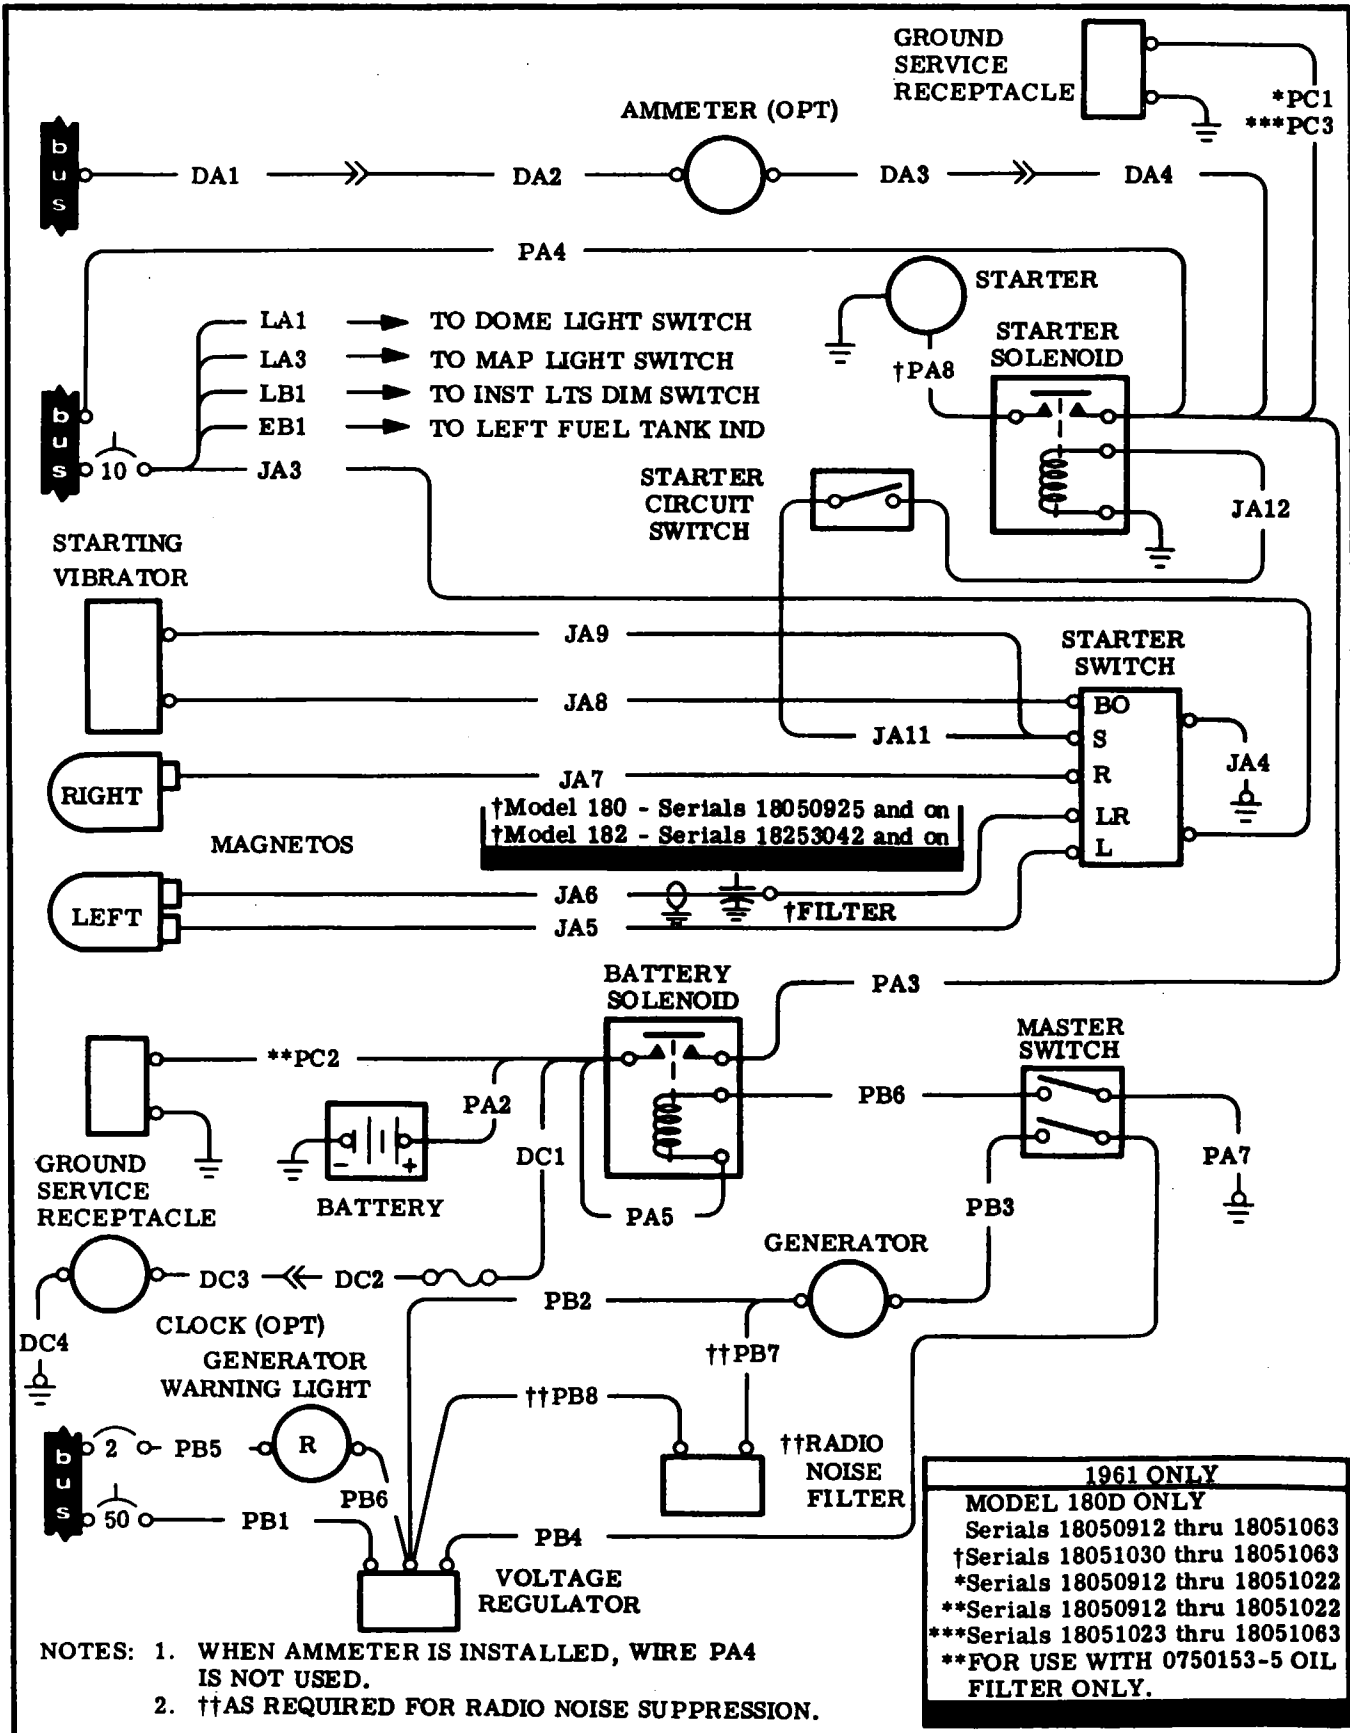 GROUND
SERVICE
RECEPTACLE
*PC1
***PC3
AMMETER (OPT)
bus
DA1
DA2
DA3
DA4
PA4
STARTER
†PA8
STARTER
SOLENOID
LA1 TO DOME LIGHT SWITCH
LA3 TO MAP LIGHT SWITCH
LB1 TO INST LTS DIM SWITCH
EB1 TO LEFT FUEL TANK IND
bus
10
JA3
STARTER
CIRCUIT
SWITCH
JA12
STARTING
VIBRATOR
JA9
JA8
STARTER
SWITCH
BO
S
R
LR
L
JA11
JA4
RIGHT
JA7
†Model 180 - Serials 18050925 and on
†Model 182 - Serials 18253042 and on
MAGNETOS
LEFT
JA6
†FILTER
JA5
BATTERY
SOLENOID
PA3
MASTER
SWITCH
**PC2
PA2
PB6
DC1
- +
BATTERY
PA5
PA7
GROUND
SERVICE
RECEPTACLE
PB3
GENERATOR
DC3
DC2
PB2
CLOCK (OPT)
DC4
††PB7
GENERATOR
WARNING LIGHT
††PB8
bus
2
PB5
R
PB6
50
PB1
††RADIO
NOISE
FILTER
PB4
VOLTAGE
REGULATOR
1961 ONLY
MODEL 180D ONLY
Serials 18050912 thru 18051063
†Serials 18051030 thru 18051063
*Serials 18050912 thru 18051022
**Serials 18050912 thru 18051022
***Serials 18051023 thru 18051063
**FOR USE WITH 0750153-5 OIL
FILTER ONLY.
NOTES: 1. WHEN AMMETER IS INSTALLED, WIRE PA4
IS NOT USED.
2. ††AS REQUIRED FOR RADIO NOISE SUPPRESSION.